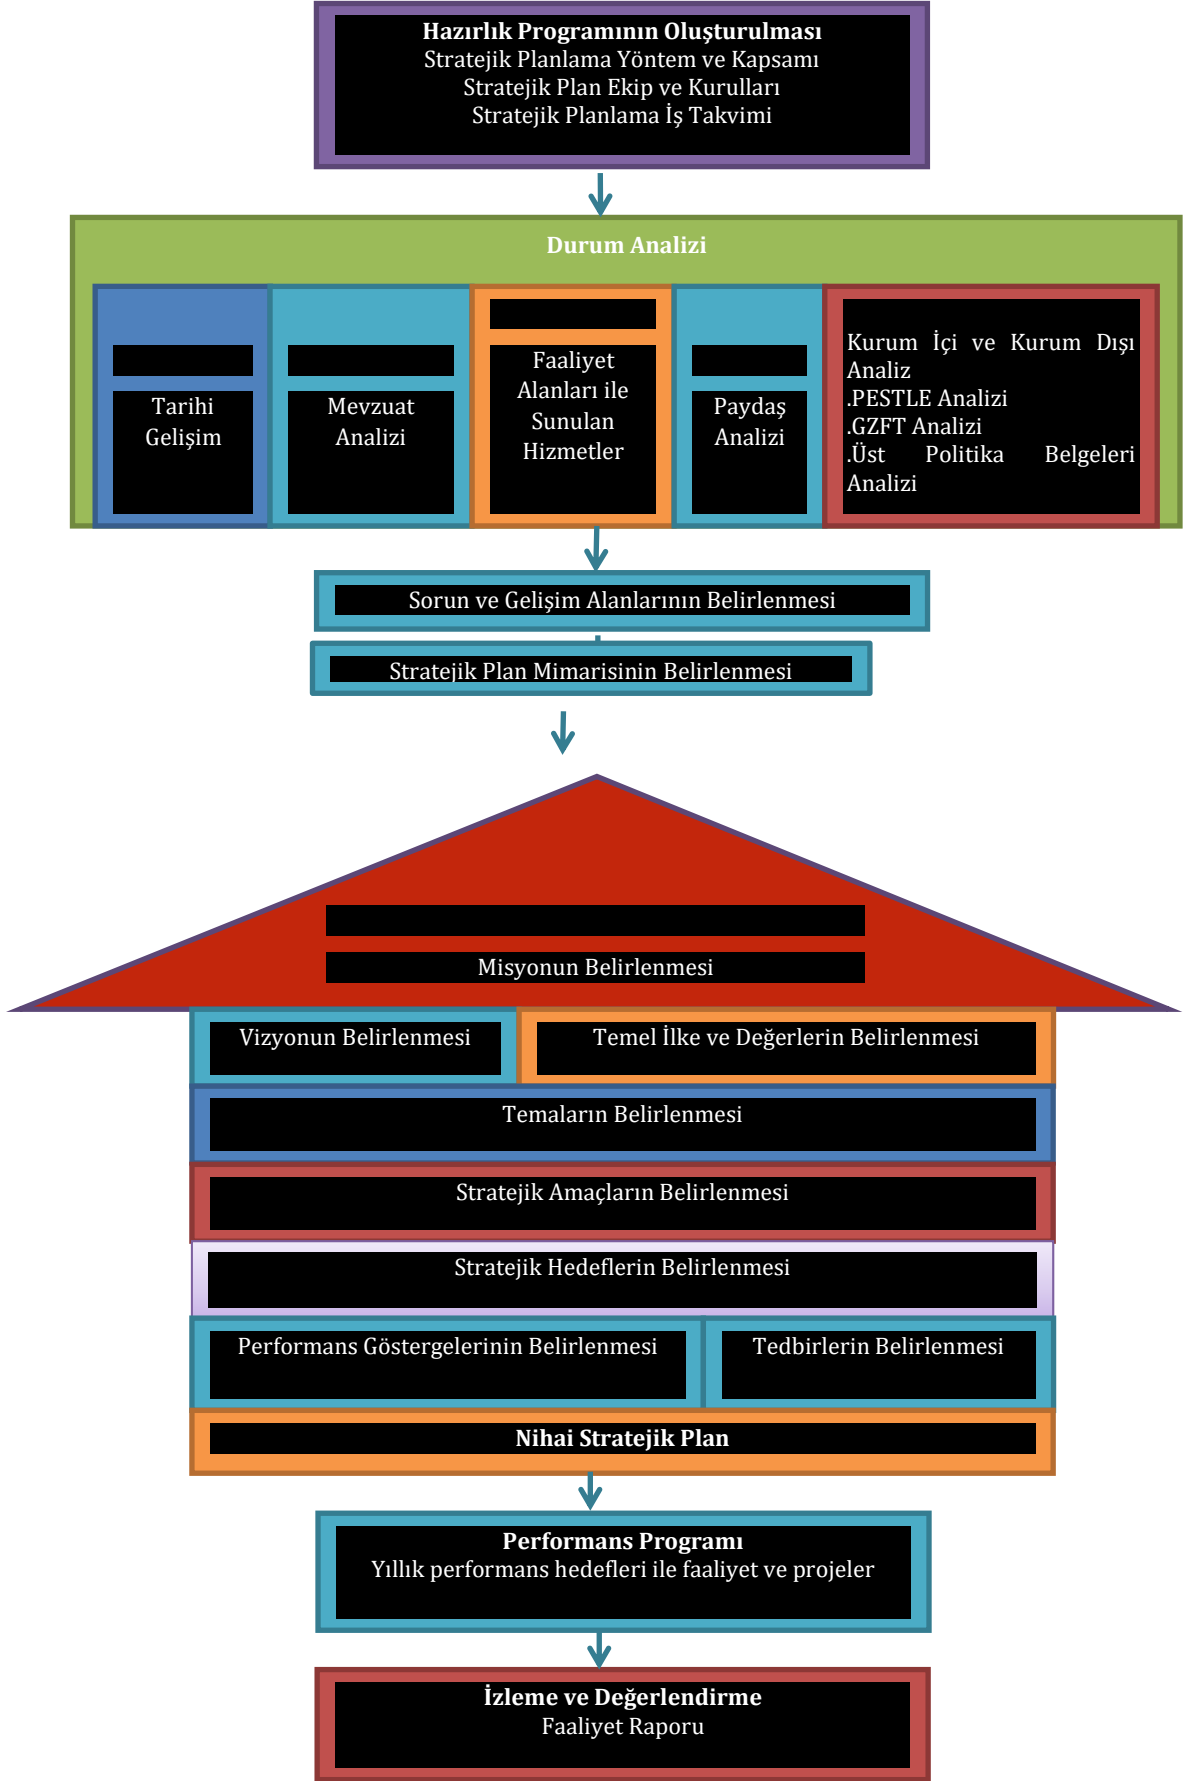 Hazırlık Programının Oluşturulması
Stratejik Planlama Yöntem ve Kapsamı
Stratejik Plan Ekip ve Kurulları
Stratejik Planlama İş Takvimi
Durum Analizi
Tarihi
Gelişim
Mevzuat
Analizi
Faaliyet
Alanları ile
Sunulan
Hizmetler
Paydaş
Analizi
Kurum İçi ve Kurum Dışı
Analiz
.PESTLE Analizi
.GZFT Analizi
.Üst Politika Belgeleri
Analizi
Sorun ve Gelişim Alanlarının Belirlenmesi
Stratejik Plan Mimarisinin Belirlenmesi
Misyonun Belirlenmesi
Vizyonun Belirlenmesi
Temel İlke ve Değerlerin Belirlenmesi
Temaların Belirlenmesi
Stratejik Amaçların Belirlenmesi
Stratejik Hedeflerin Belirlenmesi
Performans Göstergelerinin Belirlenmesi
Tedbirlerin Belirlenmesi
Nihai Stratejik Plan
Performans Programı
Yıllık performans hedefleri ile faaliyet ve projeler
İzleme ve Değerlendirme
Faaliyet Raporu